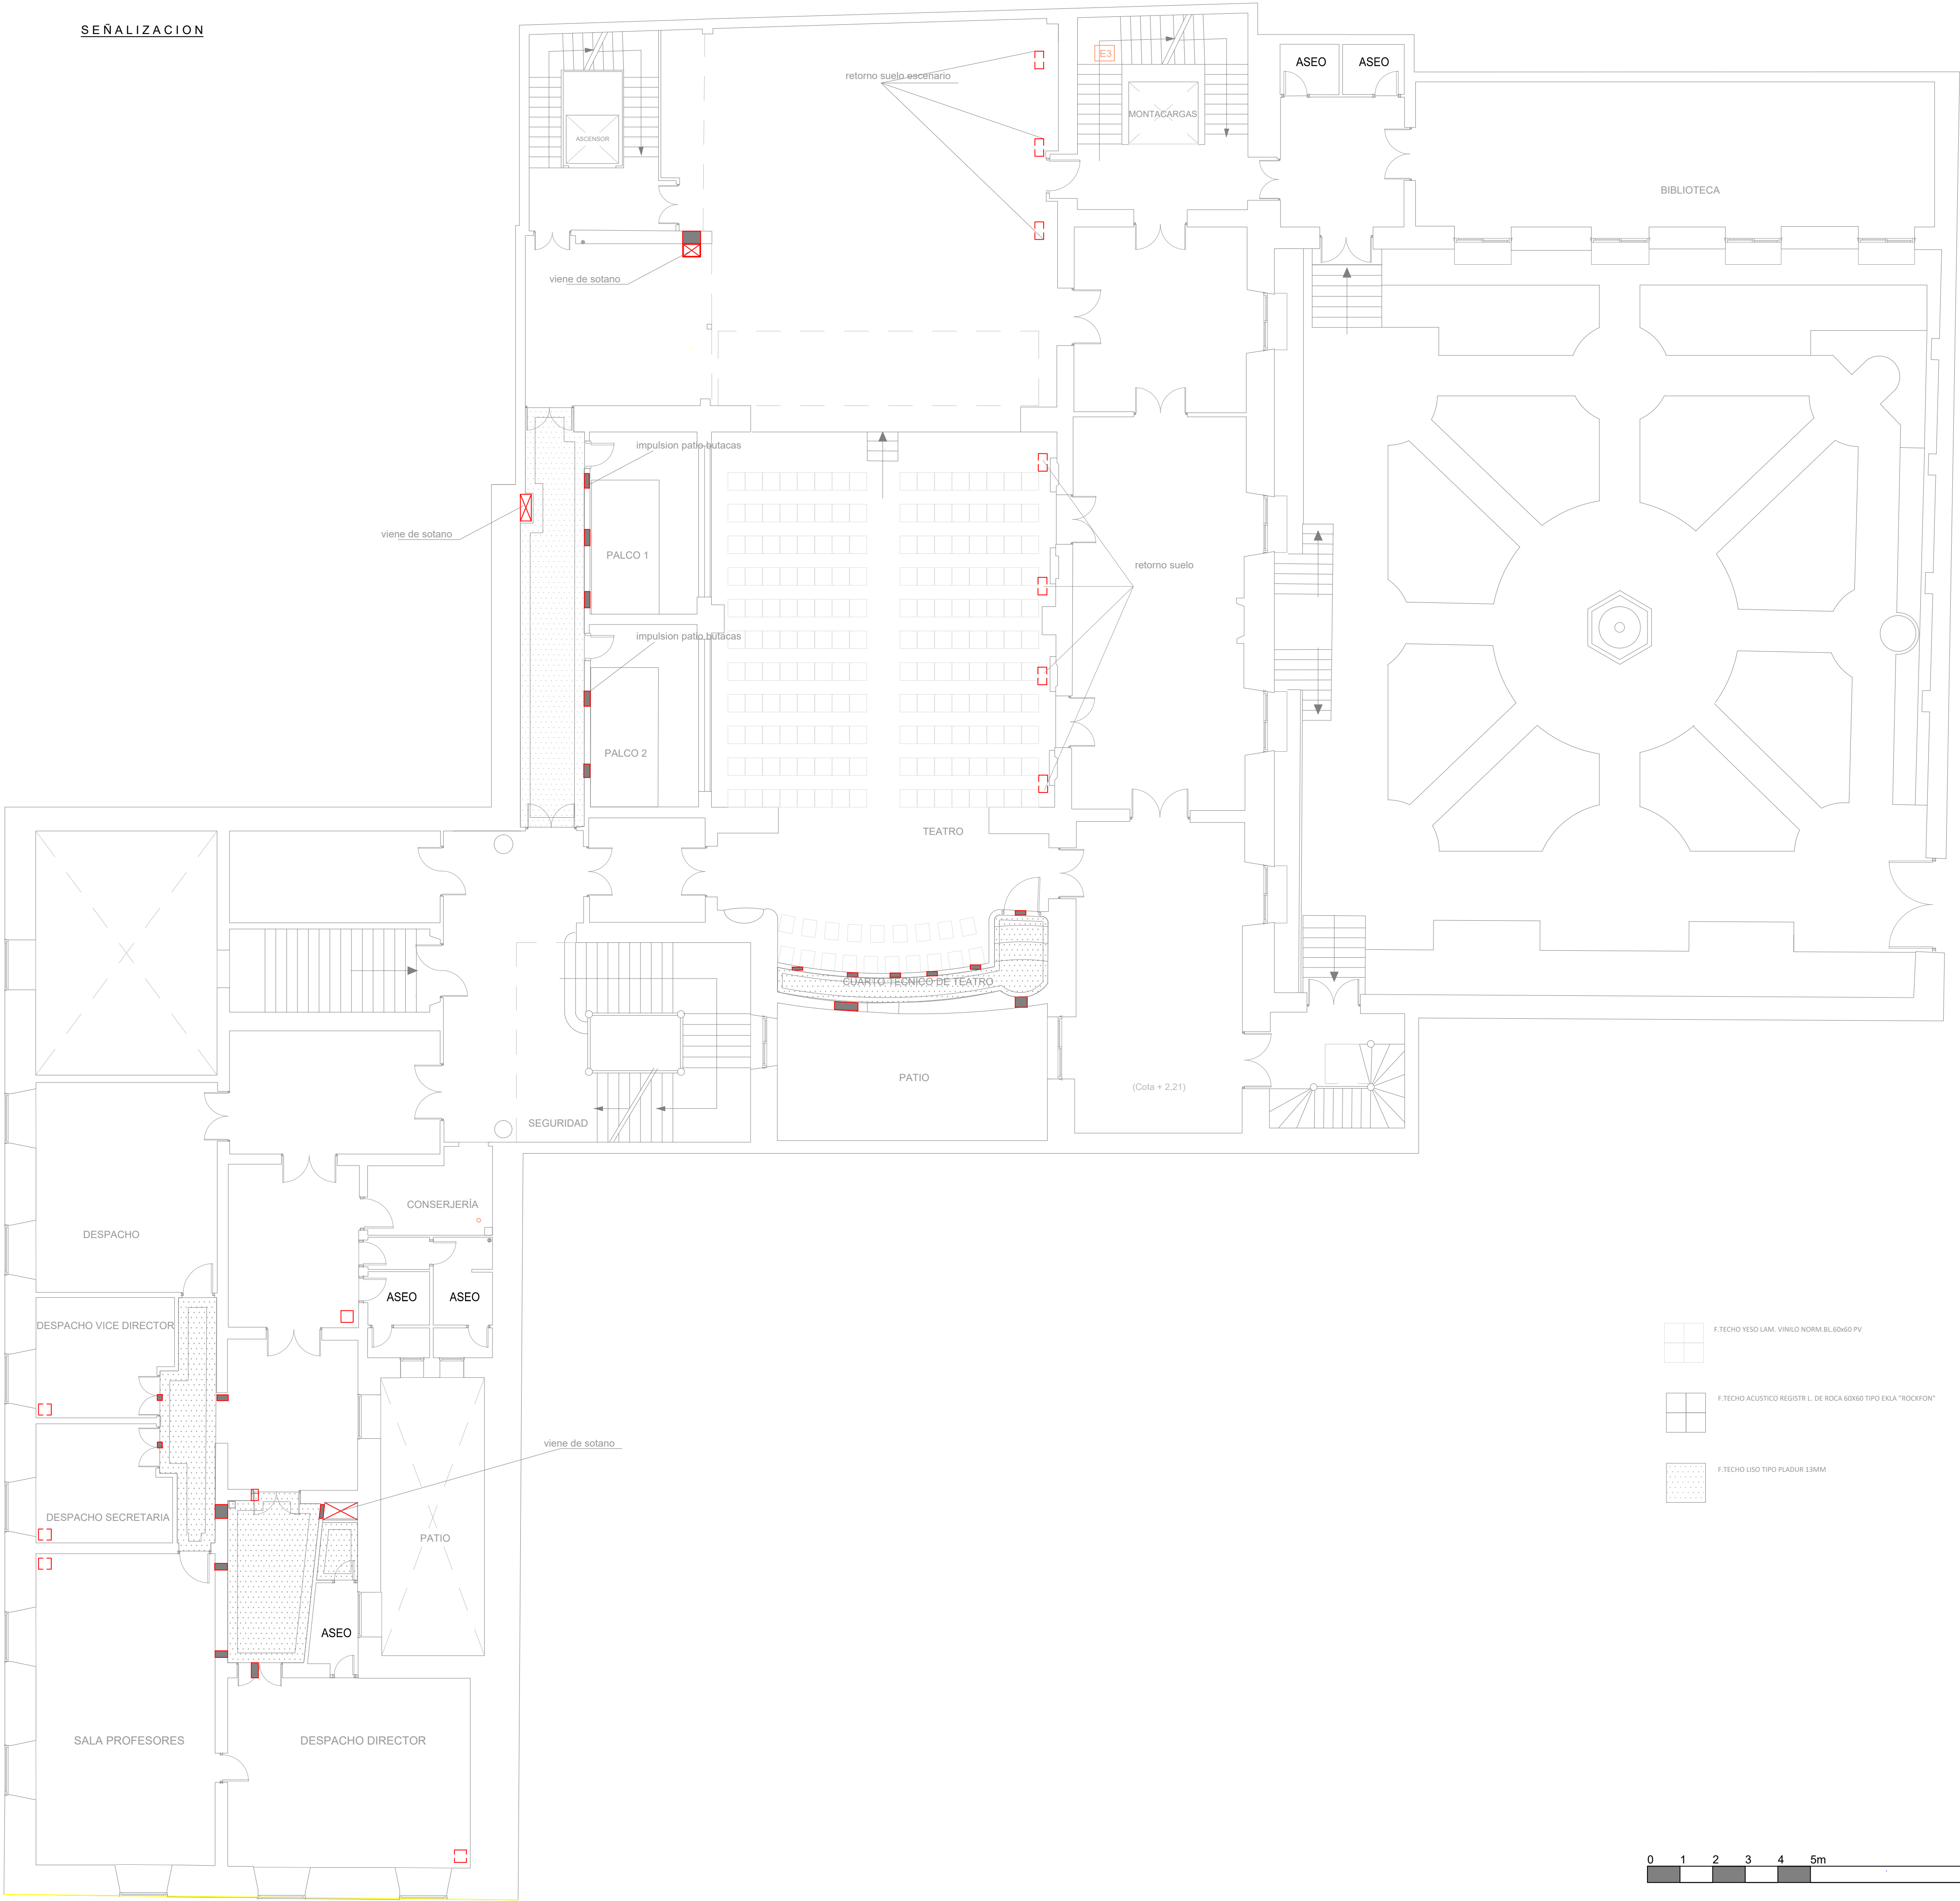 SEÑALIZACION
E3
ASEO
ASEO
retorno suelo escenario
MONTACARGAS
ASCENSOR
BIBLIOTECA
viene de sotano
impulsion patio butacas
viene de sotano
PALCO 1
retorno suelo
impulsion patio butacas
PALCO 2
TEATRO
CUARTO TECNICO DE TEATRO
PATIO
(Cota + 2,21)
SEGURIDAD
CONSERJERÍA
DESPACHO
ASEO
ASEO
DESPACHO VICE DIRECTOR
F.TECHO YESO LAM. VINILO NORM.BL.60x60 PV
F.TECHO ACUSTICO REGISTR L. DE ROCA 60X60 TIPO EKLA "ROCKFON"
viene de sotano
F.TECHO LISO TIPO PLADUR 13MM
DESPACHO SECRETARIA
PATIO
ASEO
SALA PROFESORES
DESPACHO DIRECTOR
0 1 2 3 4 5m